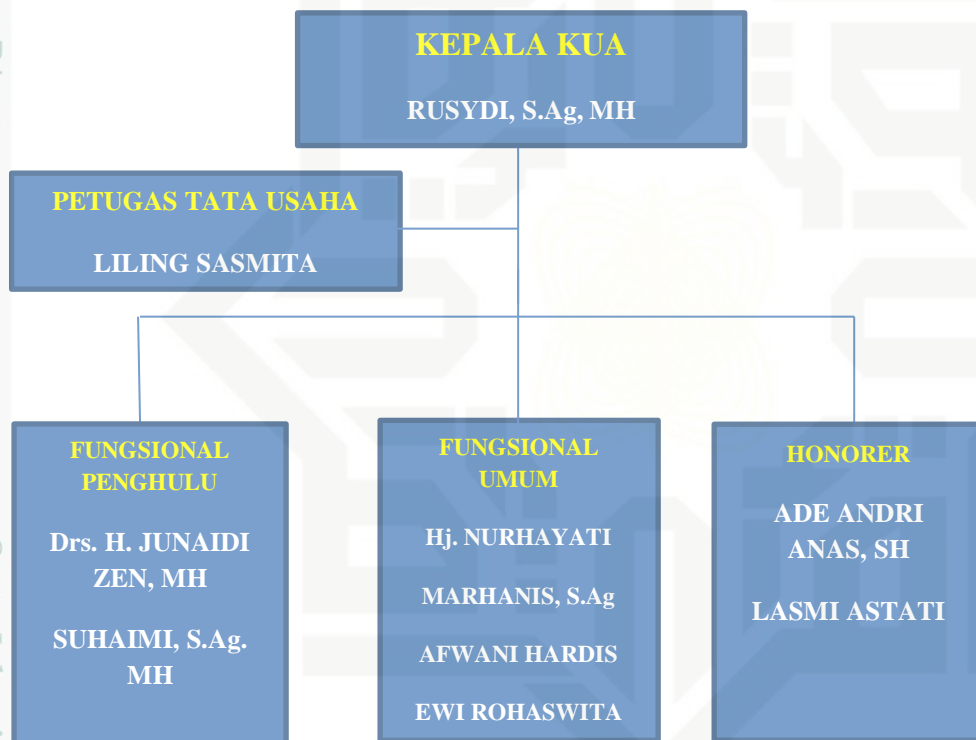 KEPALA KUA
RUSYDI, S.Ag, MH
PETUGAS TATA USAHA
LILING SASMITA
FUNGSIONAL
PENGHULU
Drs. H. JUNAIDI
ZEN, MH
SUHAIMI, S.Ag.
MH
FUNGSIONAL
UMUM
Hj. NURHAYATI
MARHANIS, S.Ag
AFWANI HARDIS
EWI ROHASWITA
HONORER
ADE ANDRI
ANAS, SH
LASMI ASTATI